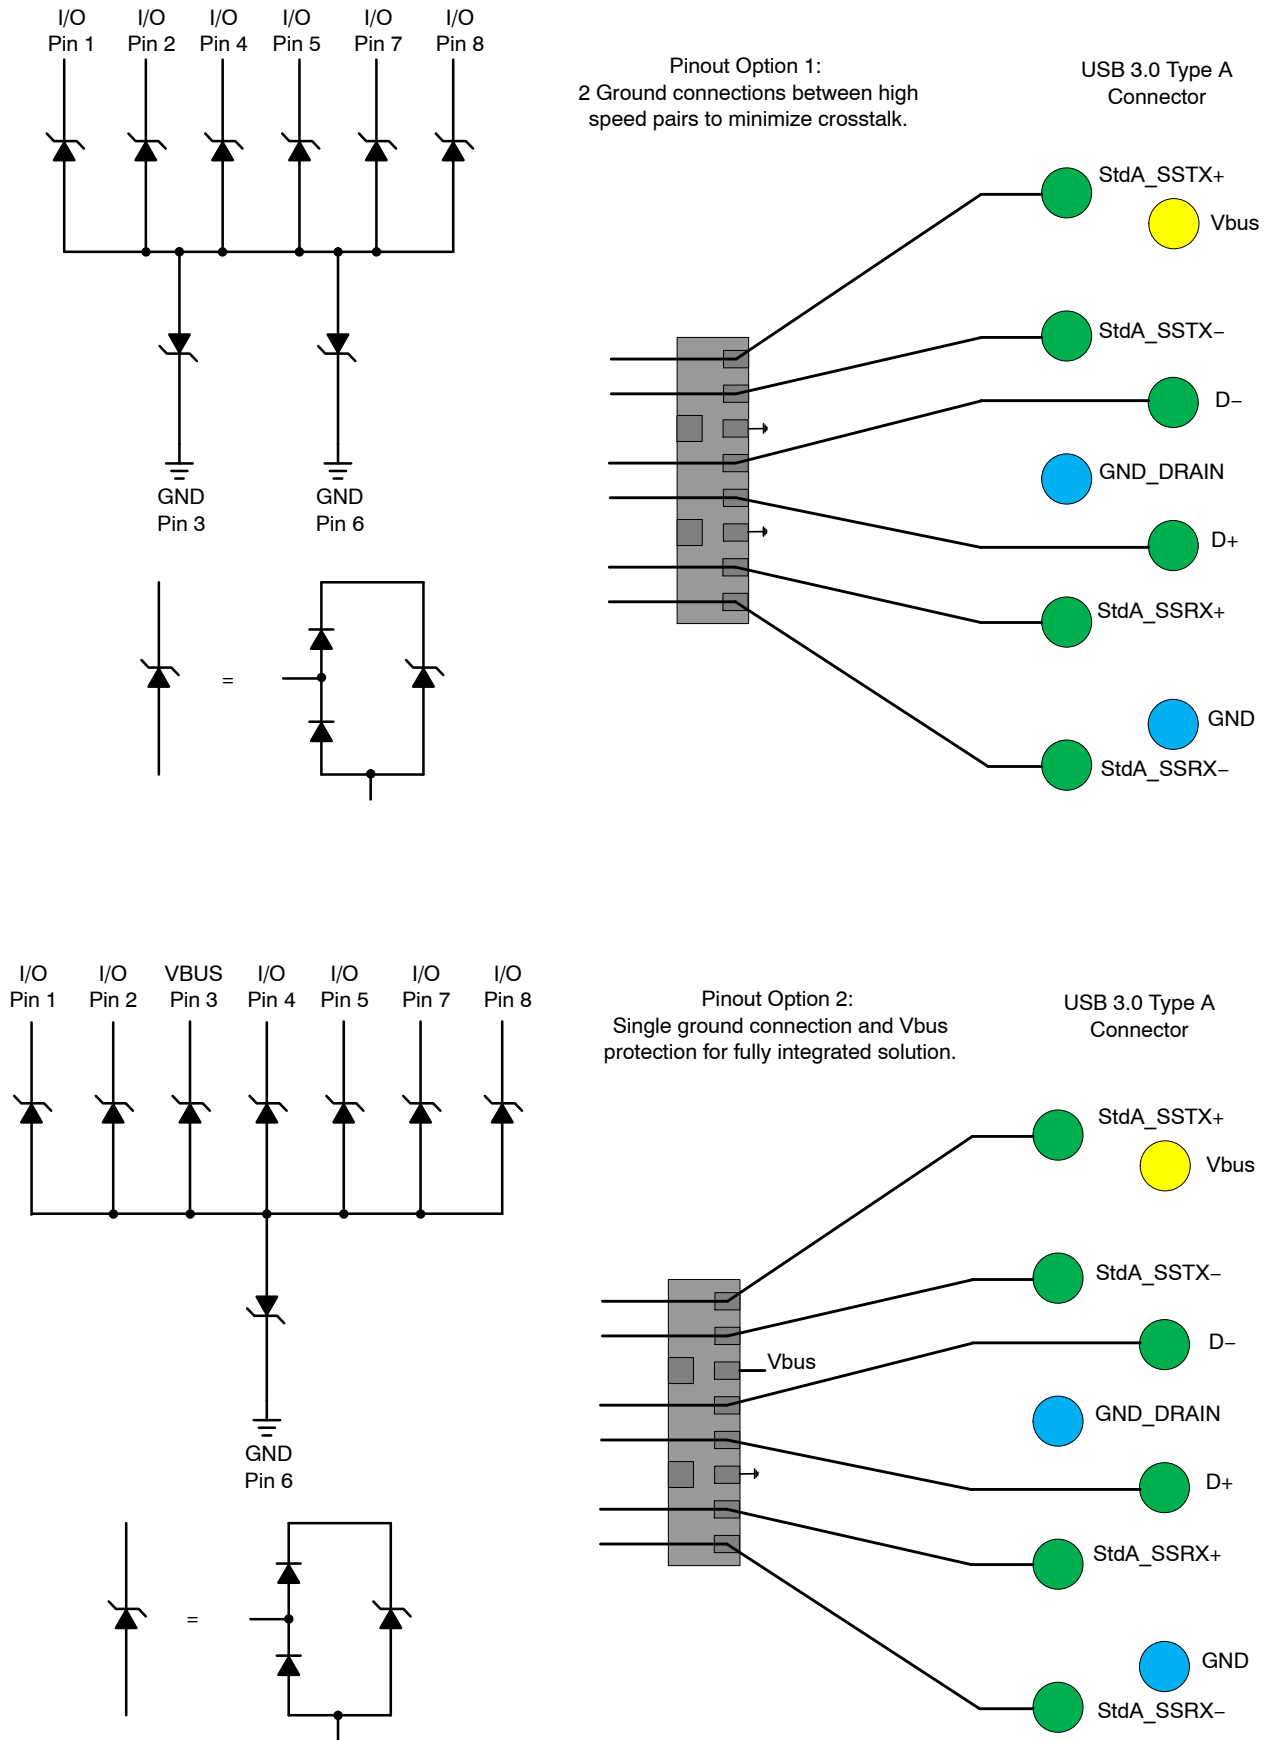 I/O I/O I/O I/O I/O I/O
Pin 1 Pin 2 Pin 4 Pin 5 Pin 7 Pin 8
GND GND
Pin 3 Pin 6
=
Pinout Option 1:
2 Ground connections between high
speed pairs to minimize crosstalk.
USB 3.0 Type A
Connector
StdA_SSTX+
Vbus
StdA_SSTX−
D−
GND_DRAIN
D+
StdA_SSRX+
GND
StdA_SSRX−
I/O I/O VBUS I/O I/O I/O I/O
Pin 1 Pin 2 Pin 3 Pin 4 Pin 5 Pin 7 Pin 8
GND
Pin 6
=
Pinout Option 2:
Single ground connection and Vbus
protection for fully integrated solution.
USB 3.0 Type A
Connector
StdA_SSTX+
Vbus
StdA_SSTX−
Vbus
D−
GND_DRAIN
D+
StdA_SSRX+
GND
StdA_SSRX−